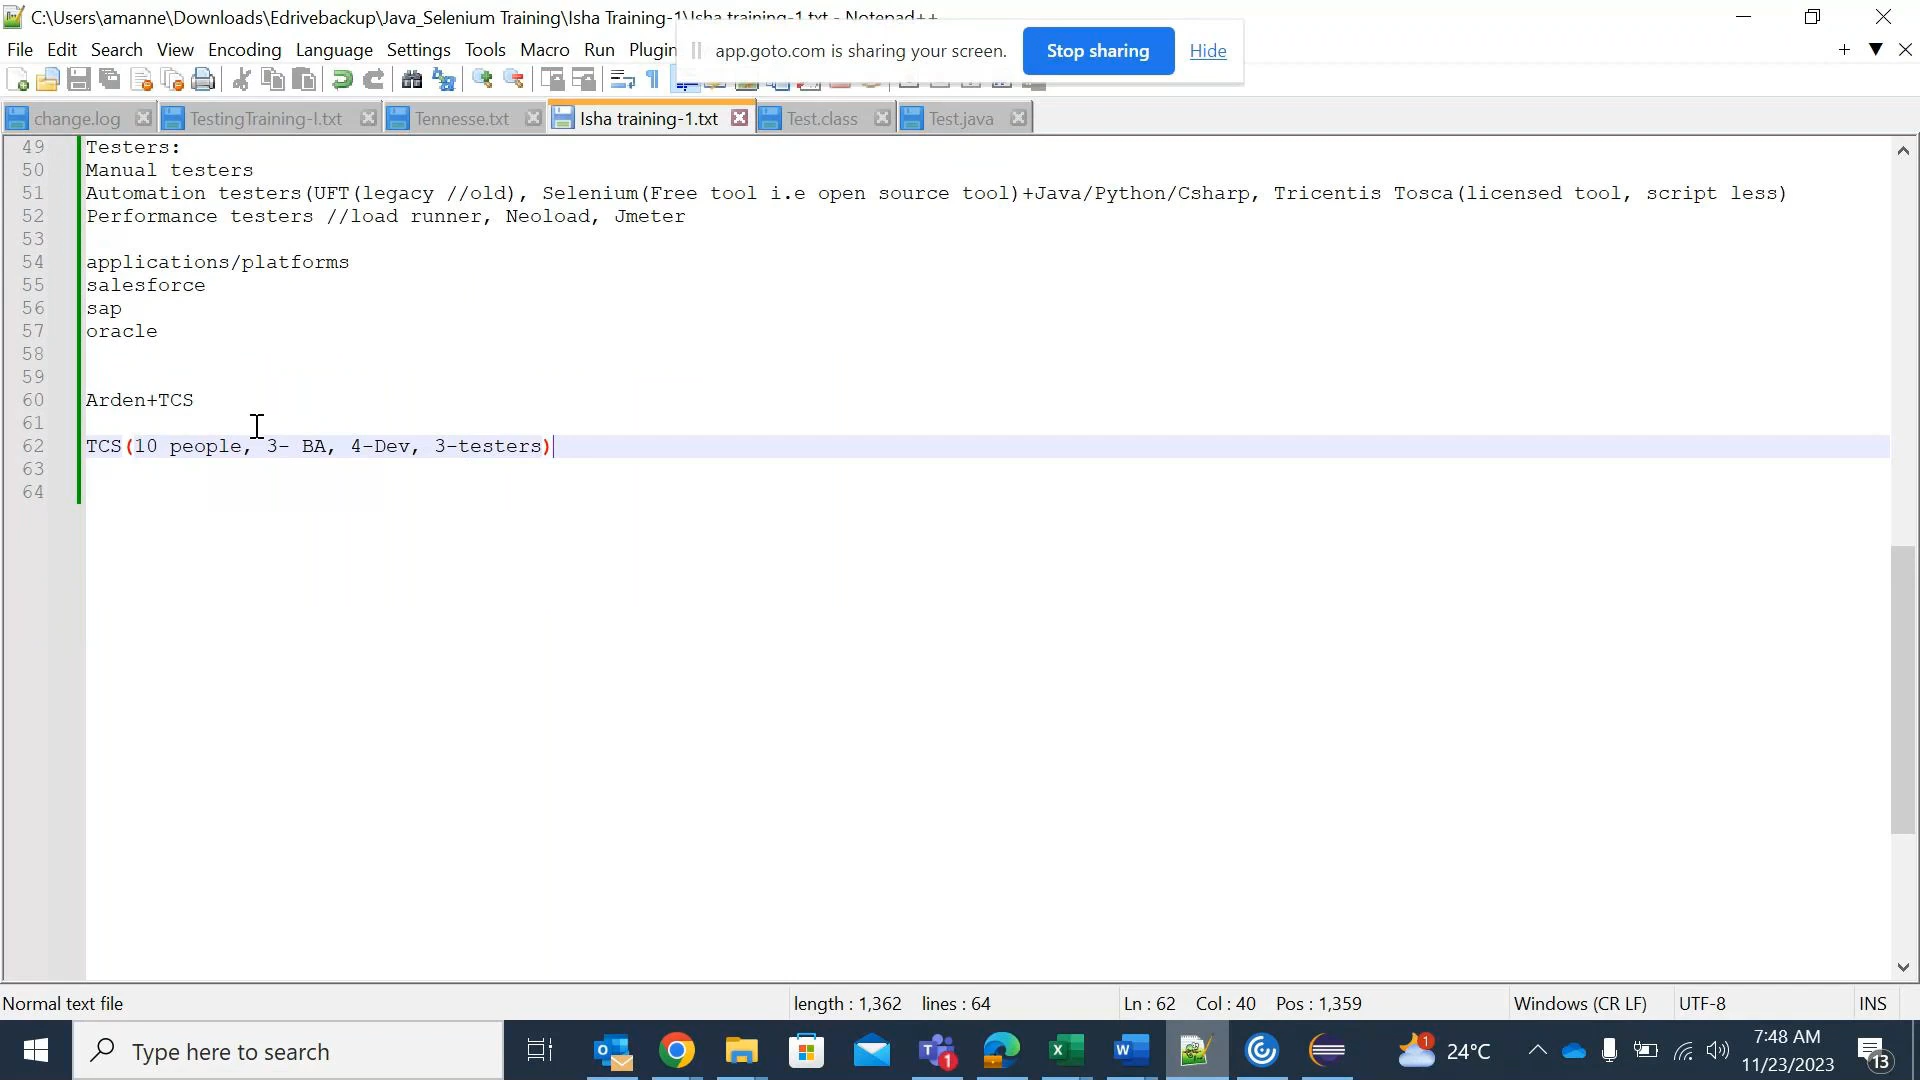 C:\Users\amanne\Downloads\Edrivebackup\Java_Selenium Training\Isha Training-1\Isha training-1.txt - Notepad++
File Edit Search View Encoding Language Settings Tools Macro Run Plugin
app.goto.com is sharing your screen. Stop sharing Hide
change.log TestingTraining-I.txt Tennesse.txt Isha training-1.txt Test.class Test.java
49 Testers:
50 Manual testers
51 Automation testers(UFT(legacy //old), Selenium(Free tool i.e open source tool)+Java/Python/Csharp, Tricentis Tosca(licensed tool, script less)
52 Performance testers //load runner, Neoload, Jmeter
53
54 applications/platforms
55 salesforce
56 sap
57 oracle
58
59
60 Arden+TCS
61
62 TCS(10 people, 3- BA, 4-Dev, 3-testers)
63
64
Normal text file length : 1,362 lines : 64 Ln : 62 Col : 40 Pos : 1,359 Windows (CR LF) UTF-8 INS
Type here to search 1 1 24°C 7:48 AM
11/23/2023 13